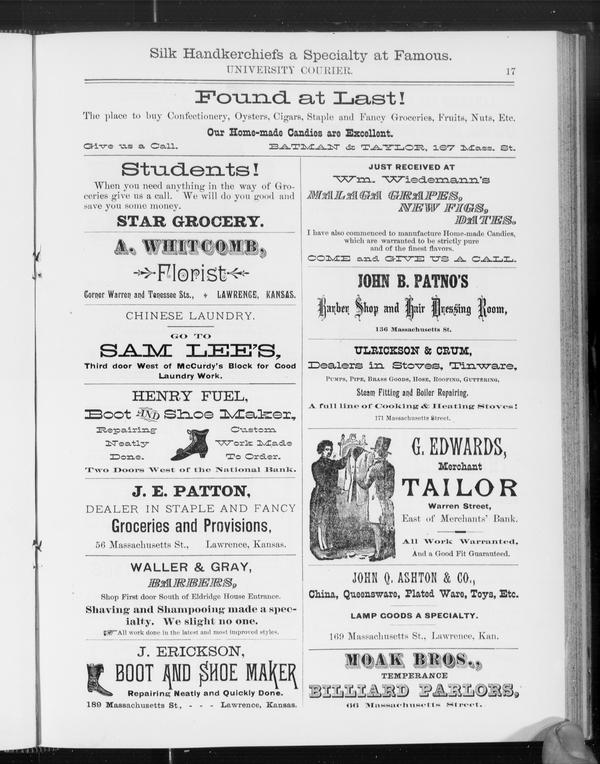 Silk Handkerchiefs a Specialty at Famous.
UNIVERSITY COURIER. 17
Found at Last!
The place to buy Confectionery, Oysters, Cigars, Staple and Fancy Groceries, Fruits, Nuts, Etc.
Our Home-made Candies are Excellent.
Give us a Call. BATMAN & TAYLOR, 167 Mass. St.
Students!
When you need anything in the way of Gro-
ceries give us a call. We will do you good and
save you some money.
STAR GROCERY.
A. WHITCOMB,
Florist
Corner Warren and Tenessee Sts., LAWRENCE, KANSAS.
CHINESE LAUNDRY.
GO TO
SAM LEE'S,
Third door West of McCurdy's Block for Good
Laundry Work.
HENRY FUEL,
Boot AND Shoe Maker,
Repairing Custom
Neatly Work Made
Done. To Order.
Two Doors West of the National Bank.
J. E. PATTON,
DEALER IN STAPLE AND FANCY
Groceries and Provisions,
56 Massachusetts St., Lawrence, Kansas.
WALLER & GRAY,
BARBERS,
Shop First door South of Eldridge House Entrance.
Shaving and Shampooing made a spec-
ialty. We slight no one.
☞All work done in the latest and most improved styles.
J. ERICKSON,
BOOT AND SHOE MAKER
Repairing Neatly and Quickly Done.
189 Massachusetts St., - - - Lawrence, Kansas.
JUST RECEIVED AT
Wm. Wiedemann's
MALAGA GRAPES,
NEW FIGS,
DATES.
I have also commenced to manufacture Home-made Candies,
which are warranted to be strictly pure
and of the finest flavors.
COME and GIVE US A CALL.
JOHN B. PATNO'S
Barber Shop and Hair Dressing Room,
136 Massachusetts St.
ULRICKSON & CRUM,
Dealers in Stoves, Tinware,
PUMPS, PIPE, BRASS GOODS, HOSE, ROOFING, GUTTERING,
Steam Fitting and Boiler Repairing.
A full line of Cooking & Heating Stoves!
171 Massachusetts Street.
G. EDWARDS,
Merchant
TAILOR
Warren Street,
East of Merchants' Bank.
All Work Warranted,
And a Good Fit Guaranteed.
JOHN Q. ASHTON & CO.,
China, Queensware, Plated Ware, Toys, Etc.
LAMP GOODS A SPECIALTY.
169 Massachusetts St., Lawrence, Kan.
MOAK BROS.,
TEMPERANCE
BILLIARD PARLORS,
66 Massachusetts Street.